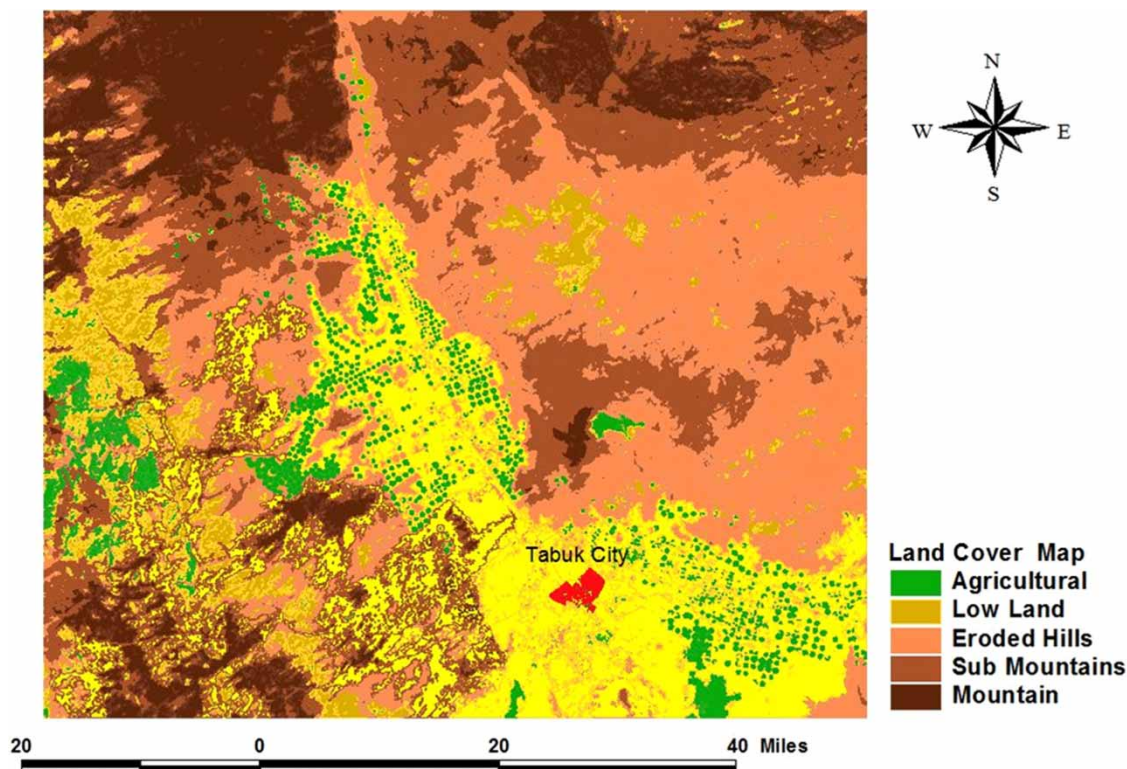 N
W E
S
Tabuk City
Land Cover Map
Agricultural
Low Land
Eroded Hills
Sub Mountains
Mountain
20 0 20 40 Miles